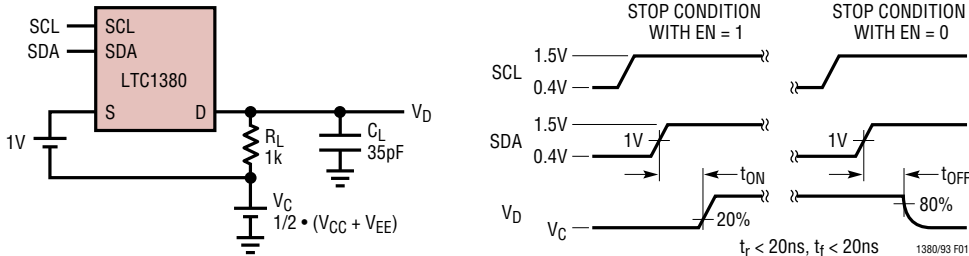 SCL
SDA
SCL
SDA
LTC1380
S
D
1V
R_L
1k
C_L
35pF
V_D
V_C
1/2 • (V_CC + V_EE)
STOP CONDITION
WITH EN = 1
STOP CONDITION
WITH EN = 0
SCL
1.5V
0.4V
SDA
1.5V
0.4V
1V
1V
t_ON
t_OFF
V_D
V_C
20%
80%
t_r < 20ns, t_f < 20ns
1380/93 F01